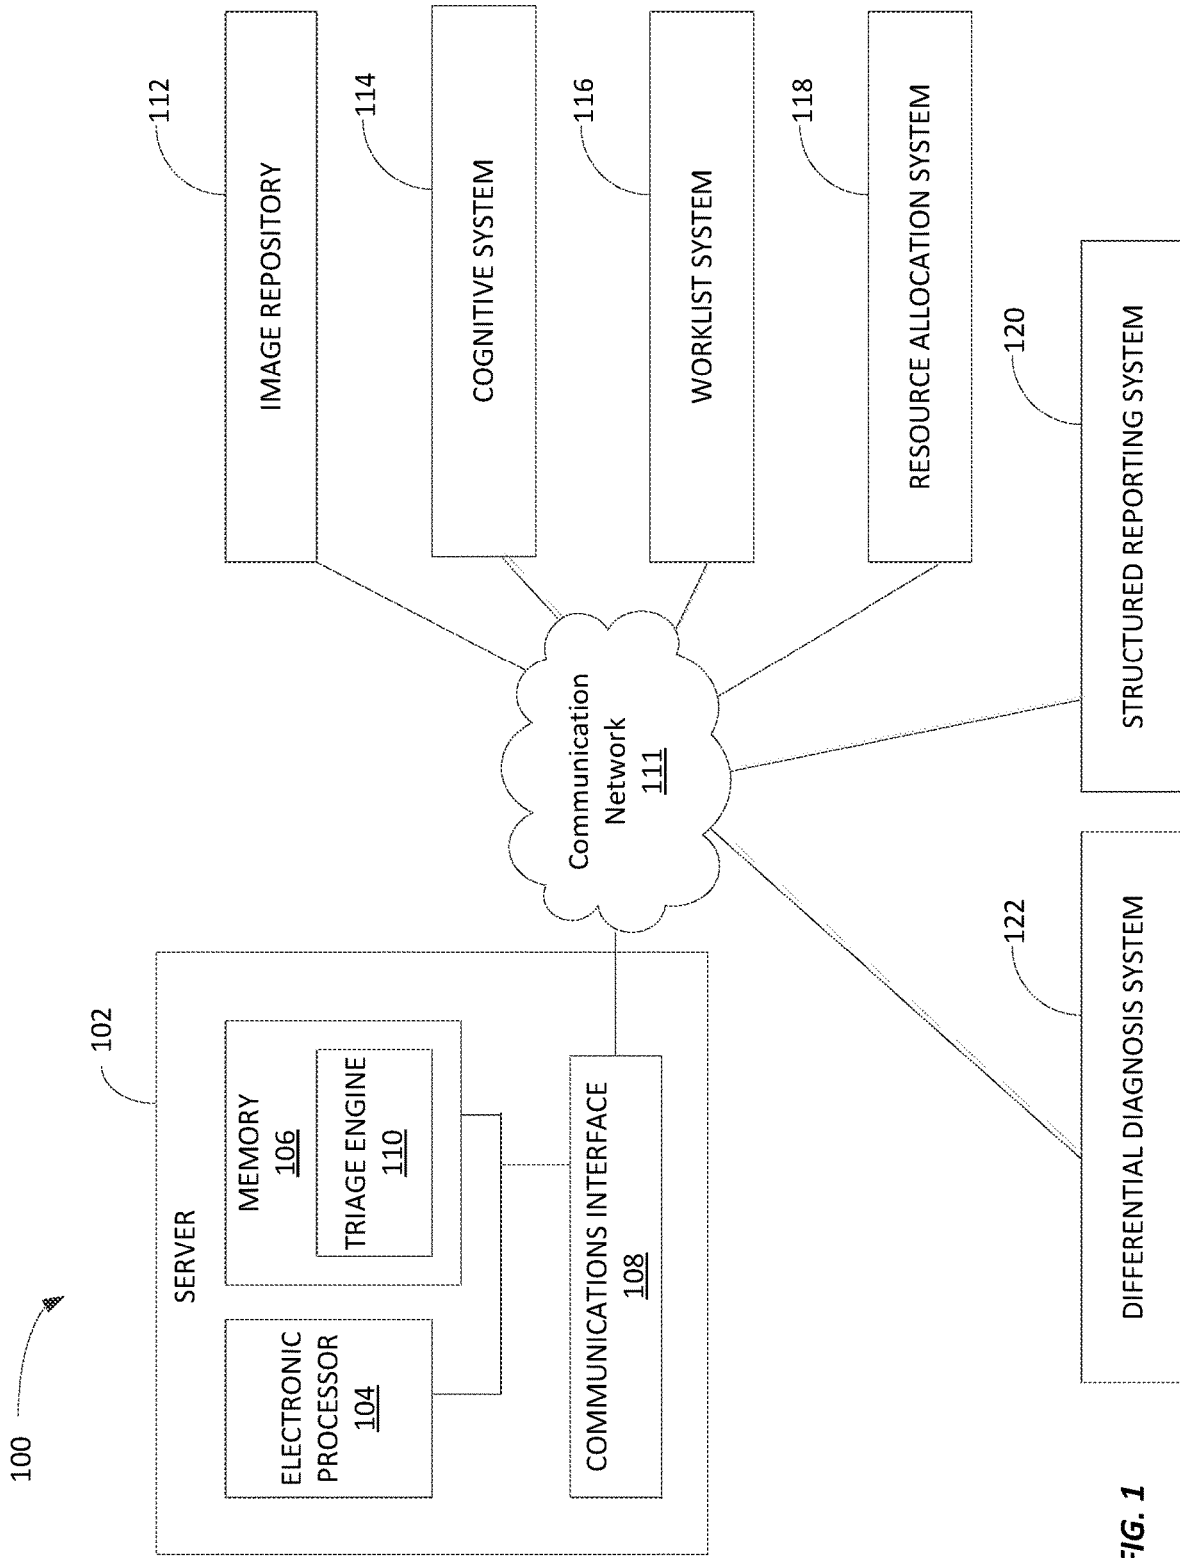 100
102
SERVER
ELECTRONIC
PROCESSOR
104
MEMORY
106
TRIAGE ENGINE
110
COMMUNICATIONS INTERFACE
108
Communication
Network
111
112
IMAGE REPOSITORY
114
COGNITIVE SYSTEM
116
WORKLIST SYSTEM
118
RESOURCE ALLOCATION SYSTEM
120
STRUCTURED REPORTING SYSTEM
122
DIFFERENTIAL DIAGNOSIS SYSTEM
FIG. 1